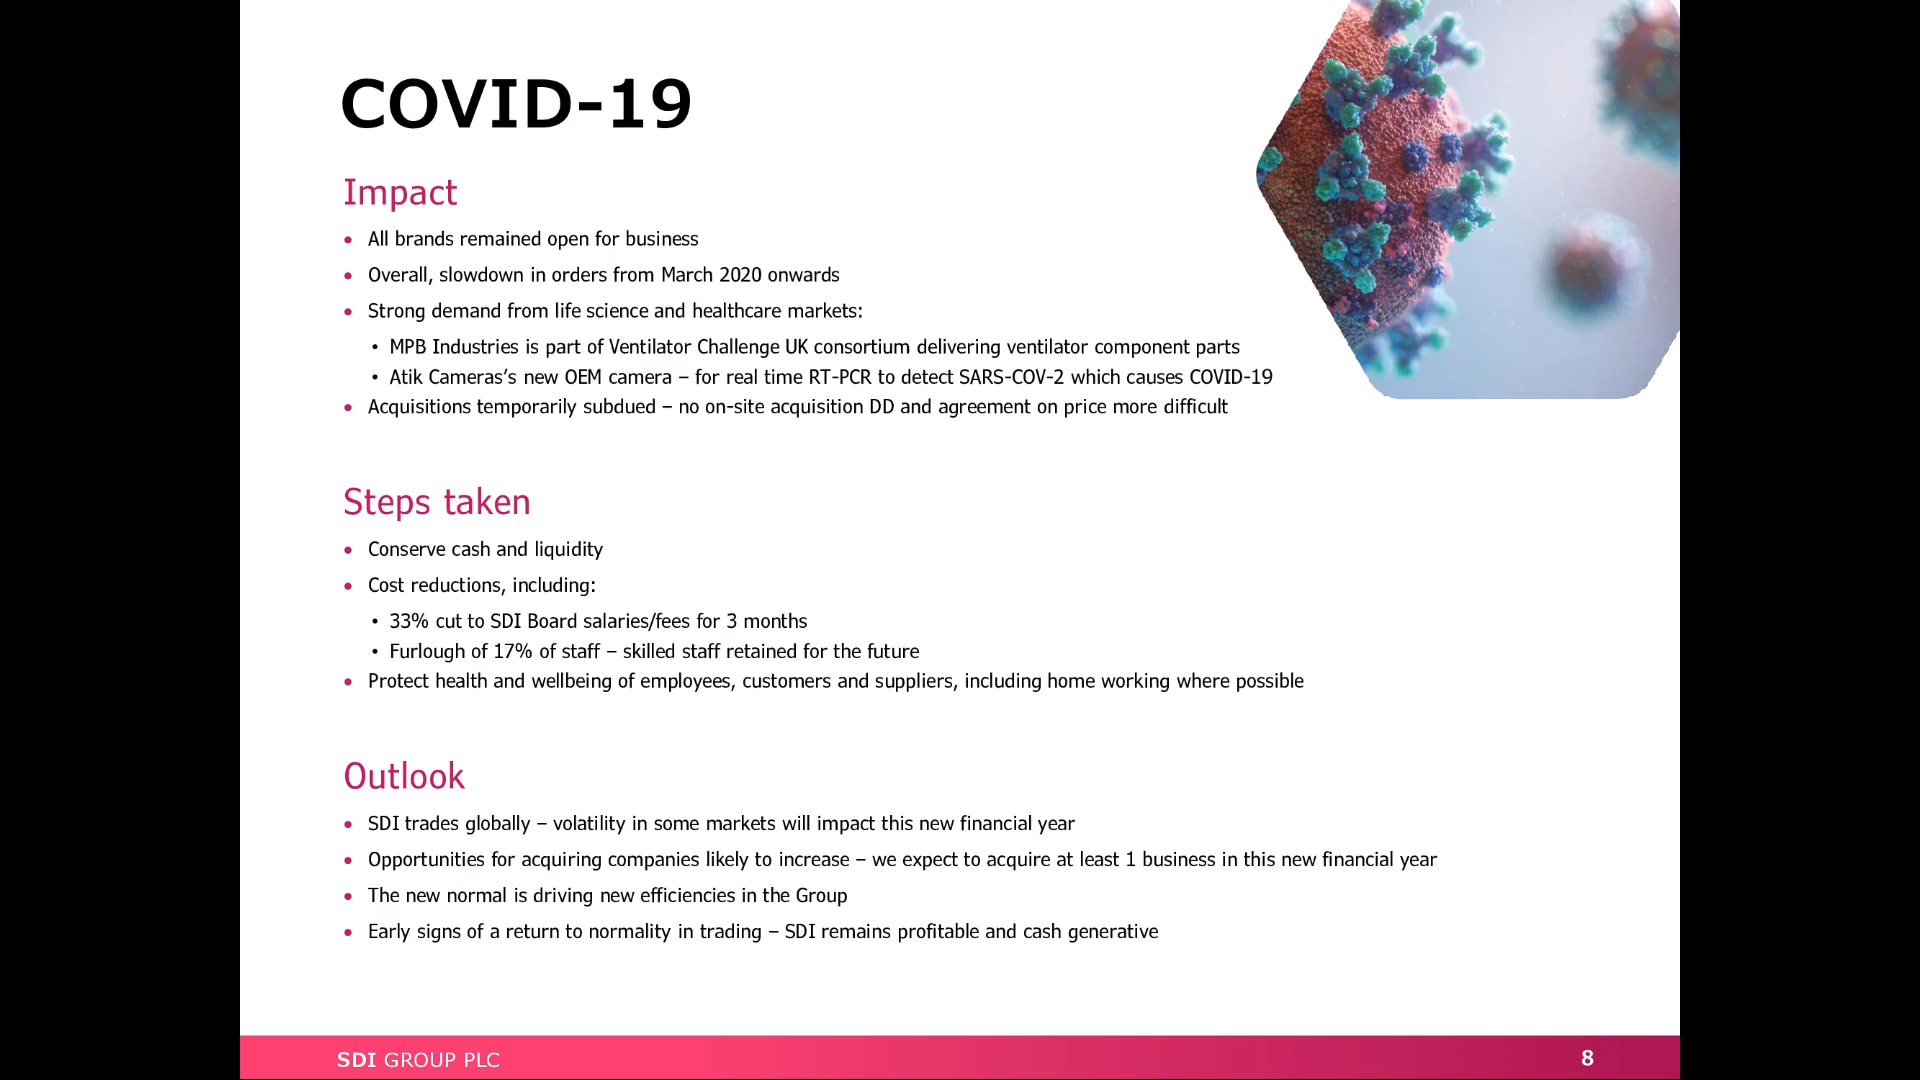 COVID-19
Impact
• All brands remained open for business
• Overall, slowdown in orders from March 2020 onwards
• Strong demand from life science and healthcare markets:
• MPB Industries is part of Ventilator Challenge UK consortium delivering ventilator component parts
• Atik Cameras’s new OEM camera – for real time RT-PCR to detect SARS-COV-2 which causes COVID-19
• Acquisitions temporarily subdued – no on-site acquisition DD and agreement on price more difficult
Steps taken
• Conserve cash and liquidity
• Cost reductions, including:
• 33% cut to SDI Board salaries/fees for 3 months
• Furlough of 17% of staff – skilled staff retained for the future
• Protect health and wellbeing of employees, customers and suppliers, including home working where possible
Outlook
• SDI trades globally – volatility in some markets will impact this new financial year
• Opportunities for acquiring companies likely to increase – we expect to acquire at least 1 business in this new financial year
• The new normal is driving new efficiencies in the Group
• Early signs of a return to normality in trading – SDI remains profitable and cash generative
SDI GROUP PLC
8